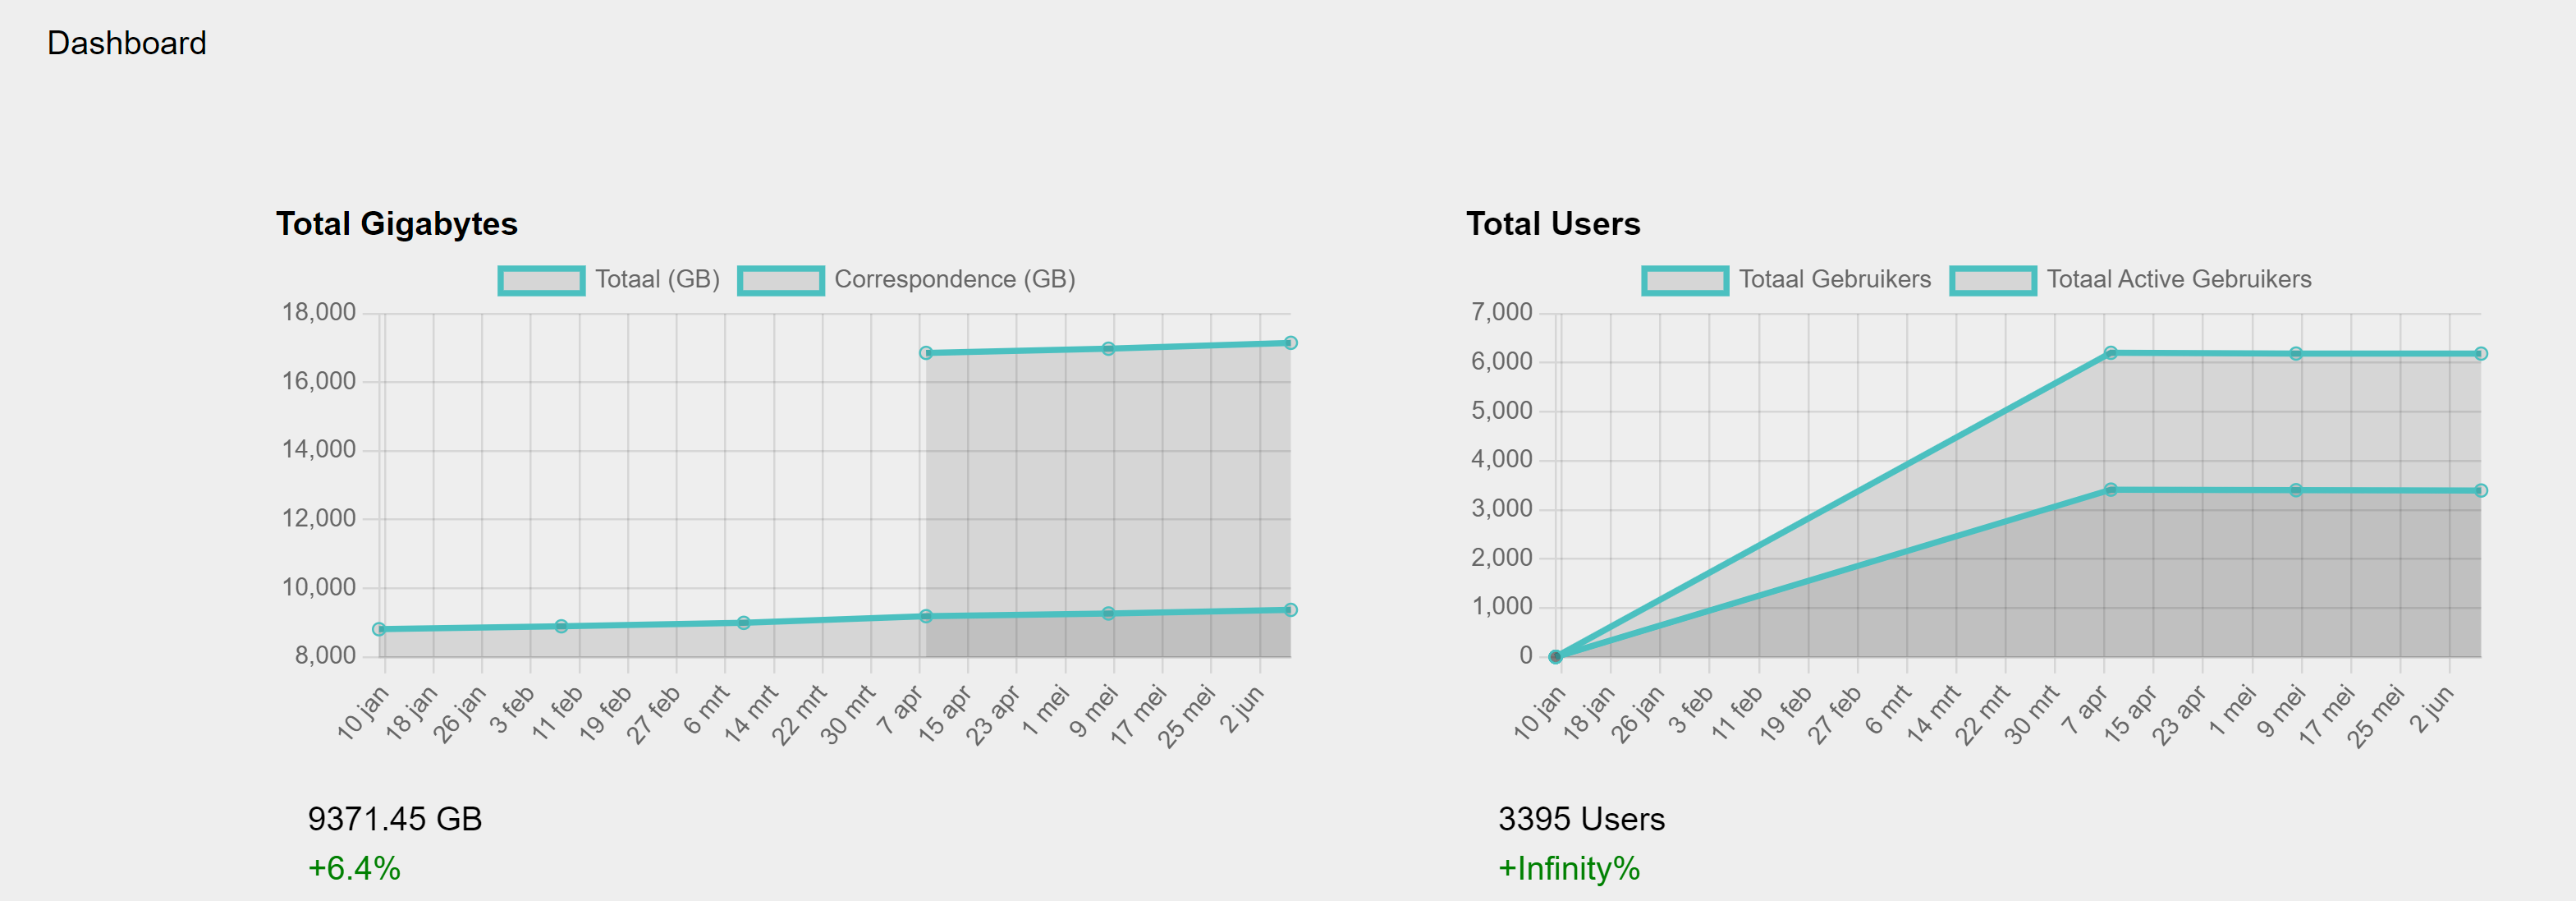 Dashboard
Total Gigabytes
Totaal (GB) Correspondence (GB)
18,000
16,000
14,000
12,000
10,000
8,000
10 jan 18 jan 26 jan 3 feb 11 feb 19 feb 27 feb 6 mrt 14 mrt 22 mrt 30 mrt 7 apr 15 apr 23 apr 1 mei 9 mei 17 mei 25 mei 2 jun
9371.45 GB
+6.4%
Total Users
Totaal Gebruikers Totaal Active Gebruikers
7,000
6,000
5,000
4,000
3,000
2,000
1,000
0
10 jan 18 jan 26 jan 3 feb 11 feb 19 feb 27 feb 6 mrt 14 mrt 22 mrt 30 mrt 7 apr 15 apr 23 apr 1 mei 9 mei 17 mei 25 mei 2 jun
3395 Users
+Infinity%